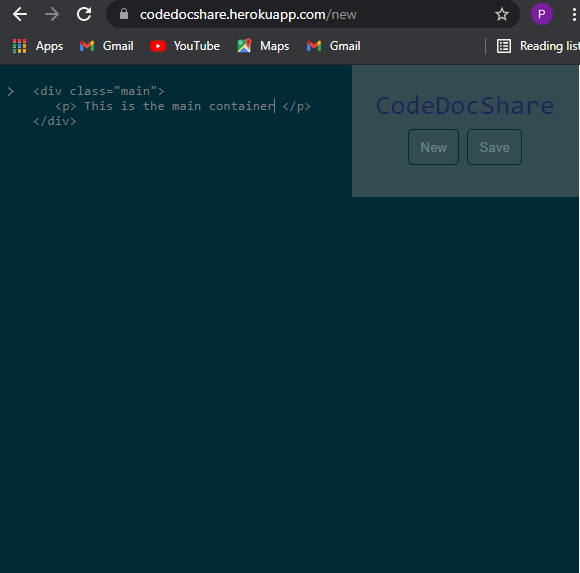 codedocshare.herokuapp.com/new
P
Apps Gmail YouTube Maps Gmail Reading list
> <div class="main">
<p> This is the main container </p>
</div>
CodeDocShare
New Save